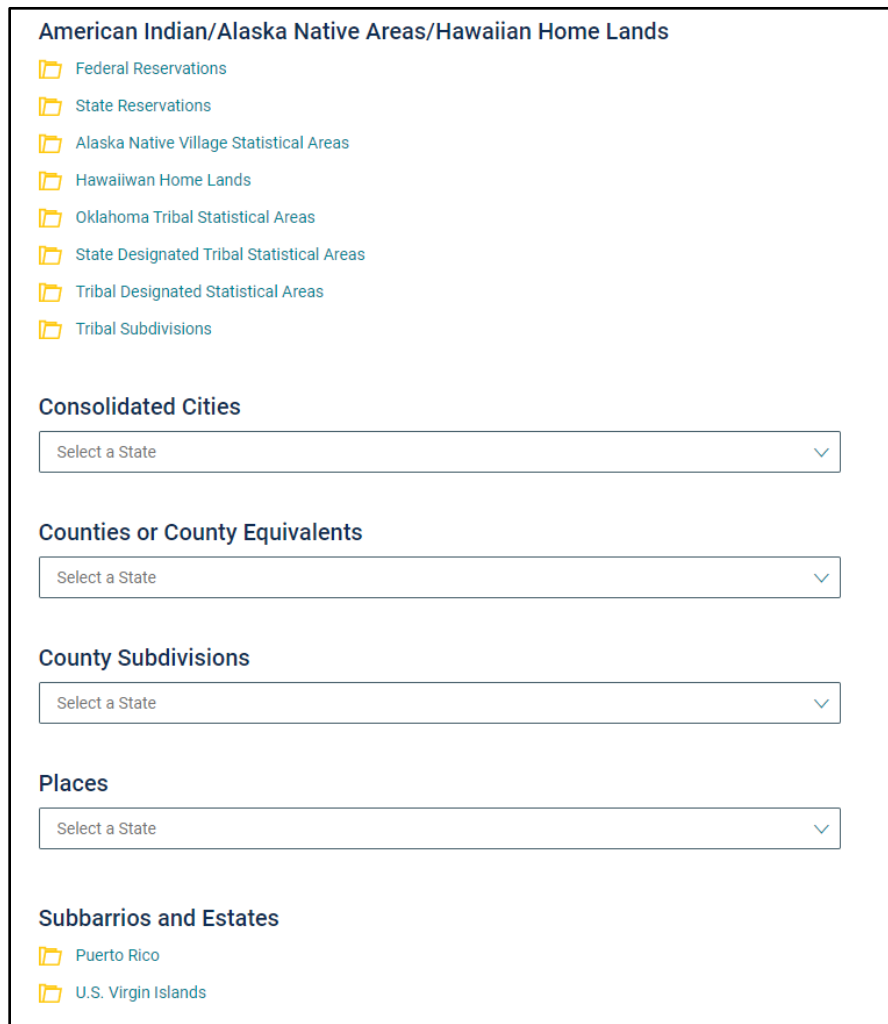 American Indian/Alaska Native Areas/Hawaiian Home Lands
Federal Reservations
State Reservations
Alaska Native Village Statistical Areas
Hawaiiwan Home Lands
Oklahoma Tribal Statistical Areas
State Designated Tribal Statistical Areas
Tribal Designated Statistical Areas
Tribal Subdivisions
Consolidated Cities
Select a State
Counties or County Equivalents
Select a State
County Subdivisions
Select a State
Places
Select a State
Subbarrios and Estates
Puerto Rico
U.S. Virgin Islands